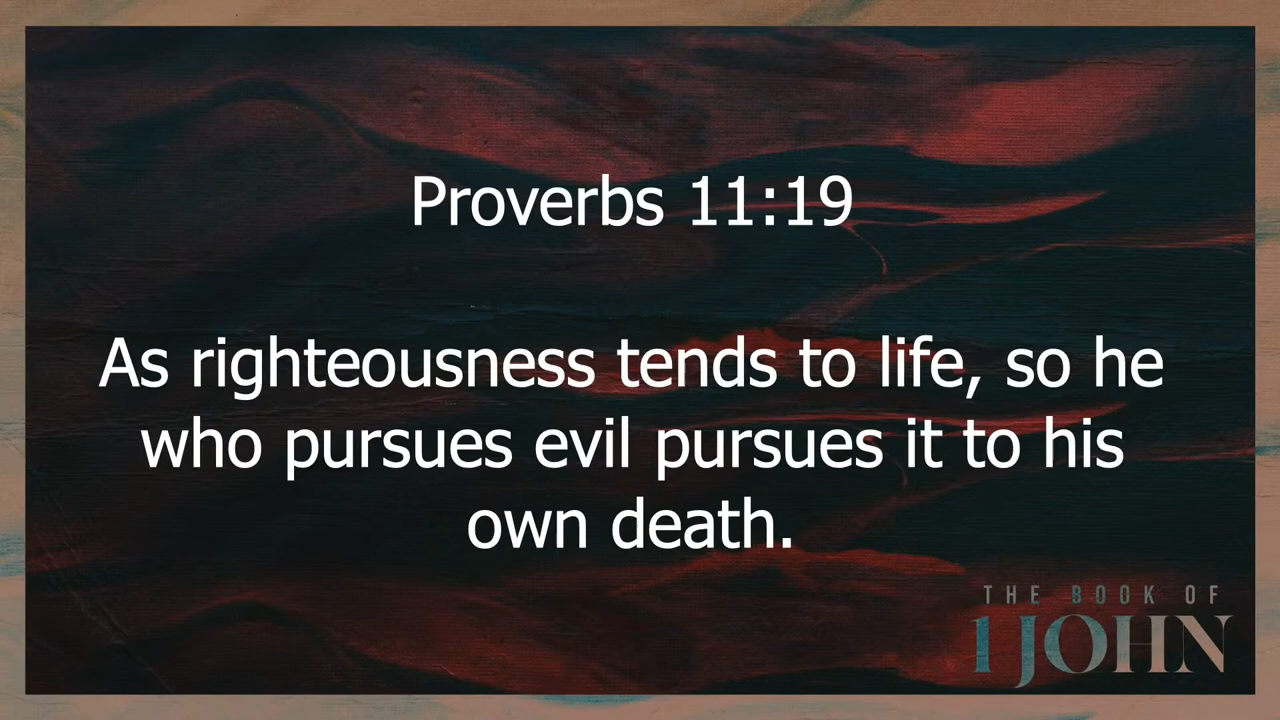 Proverbs 11:19
As righteousness tends to life, so he
who pursues evil pursues it to his
own death.
THE BOOK OF
1 JOHN